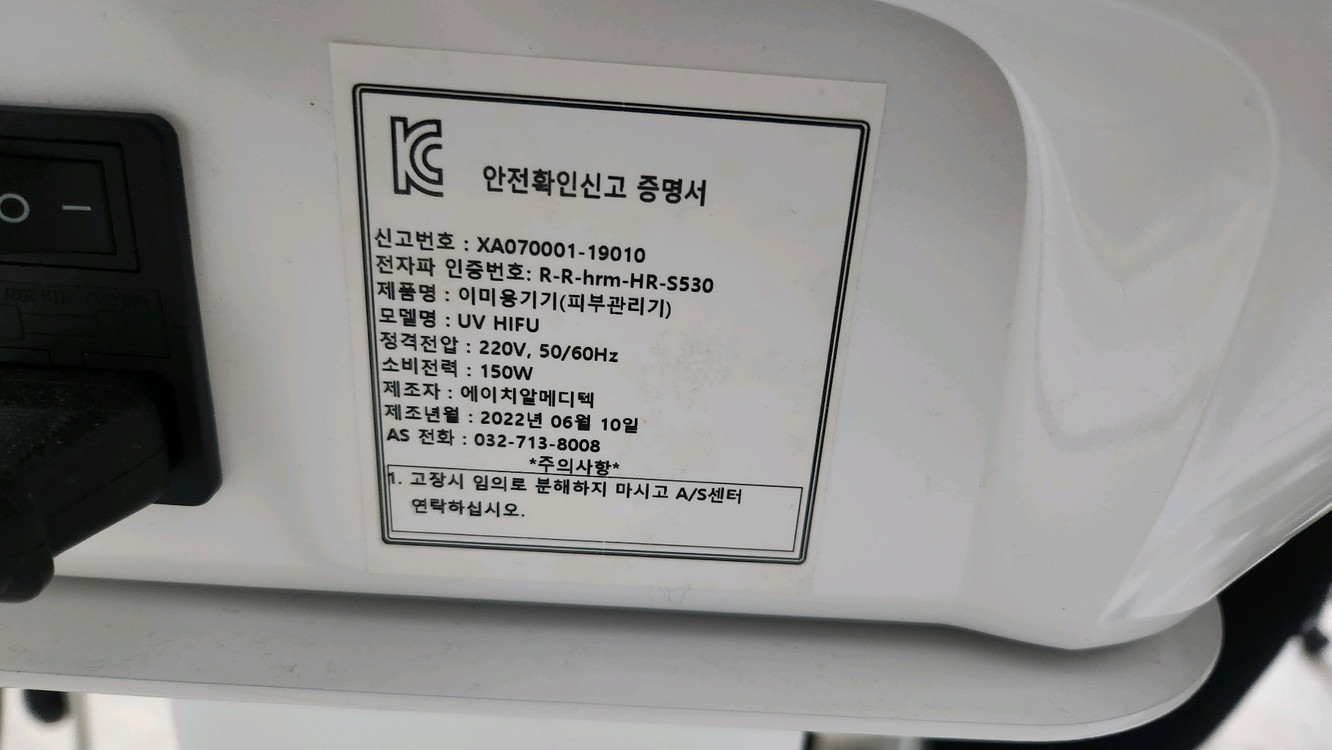 KC
안전확인신고 증명서
신고번호 : XA070001-19010
전자파 인증번호: R-R-hrm-HR-S530
제품명 : 이미용기기(피부관리기)
모델명 : UV HIFU
정격전압 : 220V, 50/60Hz
소비전력 : 150W
제조자 : 에이치알메디텍
제조년월 : 2022년 06월 10일
AS 전화 : 032-713-8008
*주의사항*
1. 고장시 임의로 분해하지 마시고 A/S센터
연락하십시오.